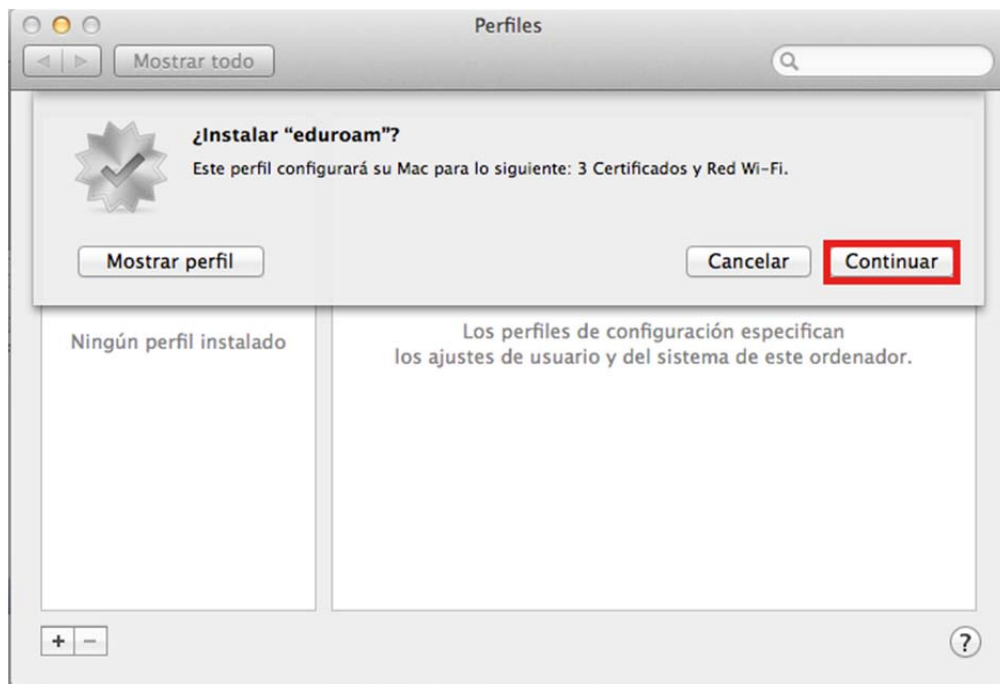 Perfiles
Mostrar todo
¿Instalar “eduroam”?
Este perfil configurará su Mac para lo siguiente: 3 Certificados y Red Wi-Fi.
Mostrar perfil
Cancelar
Continuar
Ningún perfil instalado
Los perfiles de configuración especifican
los ajustes de usuario y del sistema de este ordenador.
+
−
?